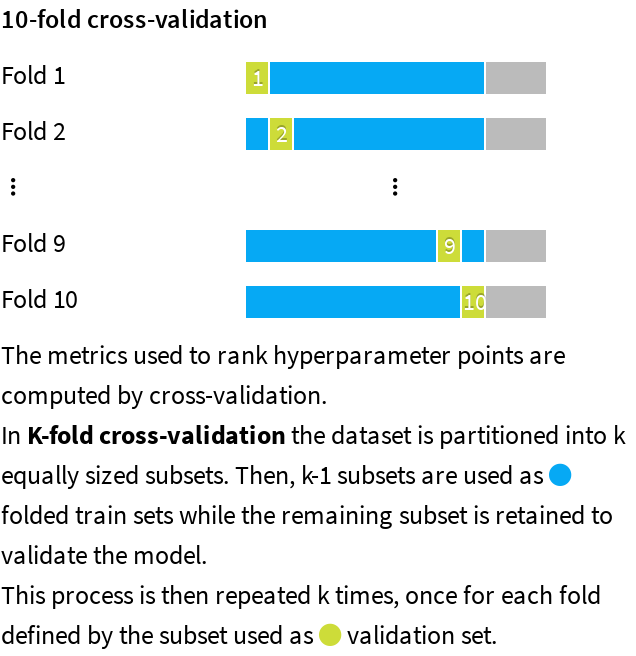 10-fold cross-validation
Fold 1
1
Fold 2
2
⋮ ⋮
Fold 9
9
Fold 10
10
The metrics used to rank hyperparameter points are
computed by cross-validation.
In K-fold cross-validation the dataset is partitioned into k
equally sized subsets. Then, k-1 subsets are used as
folded train sets while the remaining subset is retained to
validate the model.
This process is then repeated k times, once for each fold
defined by the subset used as validation set.